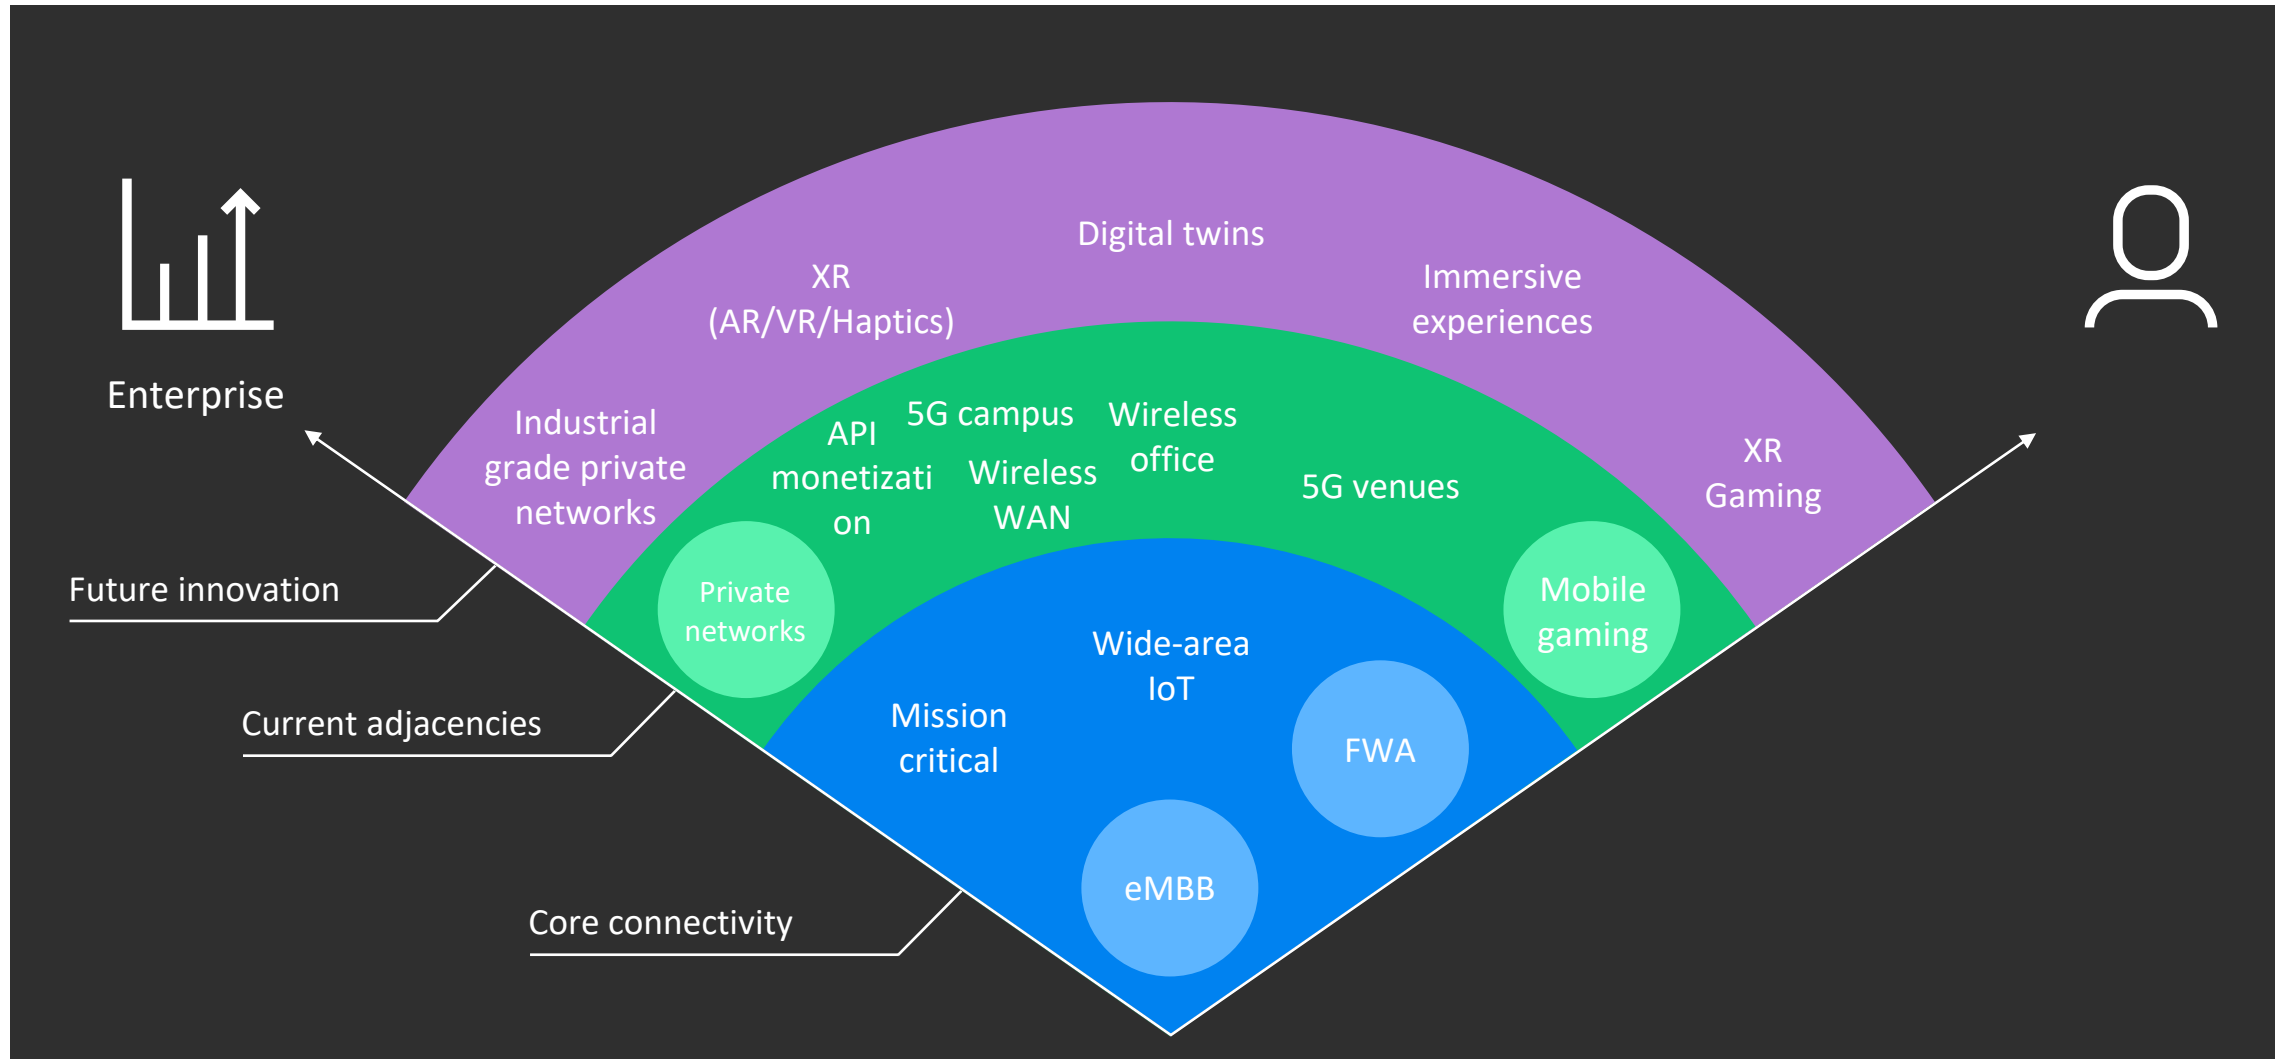 Digital twins
XR
(AR/VR/Haptics)
Immersive
experiences
Enterprise
Industrial
grade private
networks
API
monetizati
on
5G campus
Wireless
WAN
Wireless
office
5G venues
XR
Gaming
Future innovation
Private
networks
Mobile
gaming
Wide-area
IoT
Current adjacencies
Mission
critical
FWA
eMBB
Core connectivity